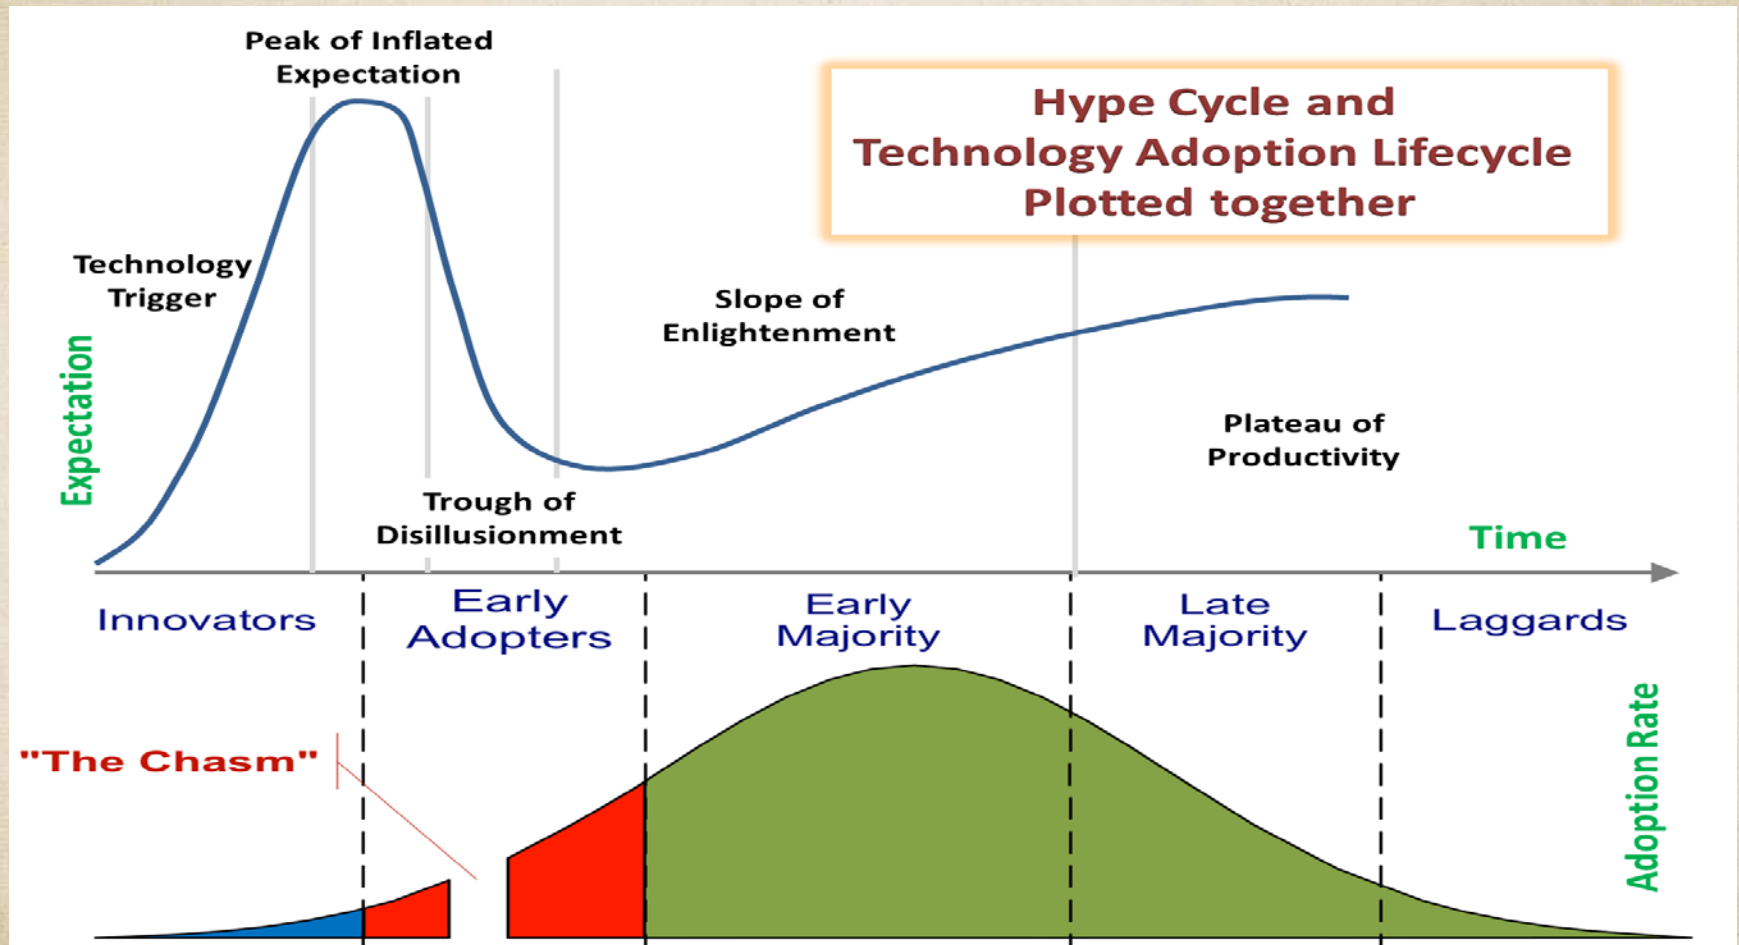 Peak of Inflated
Expectation
Hype Cycle and
Technology Adoption Lifecycle
Plotted together
Technology
Trigger
Slope of
Enlightenment
Expectation
Plateau of
Productivity
Trough of
Disillusionment
Time
Innovators
Early
Adopters
Early
Majority
Late
Majority
Laggards
"The Chasm"
Adoption Rate